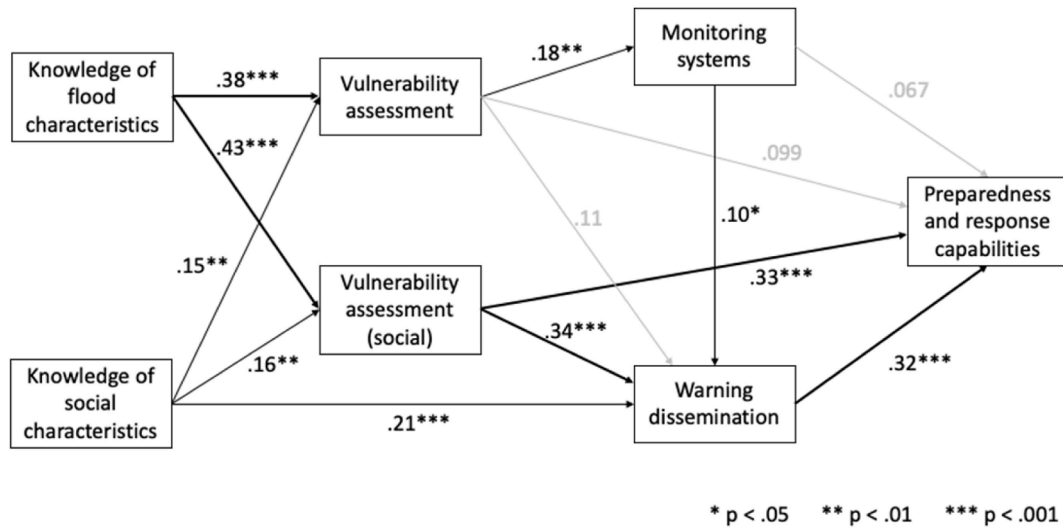 Monitoring
systems
.18**
Knowledge of
flood
characteristics
.38***
Vulnerability
assessment
.067
.43***
.099
Preparedness
and response
capabilities
.11
.10*
.15**
Vulnerability
assessment
(social)
.33***
.34***
.16**
Knowledge of
social
characteristics
Warning
dissemination
.32***
.21***
* p < .05 ** p < .01 *** p < .001